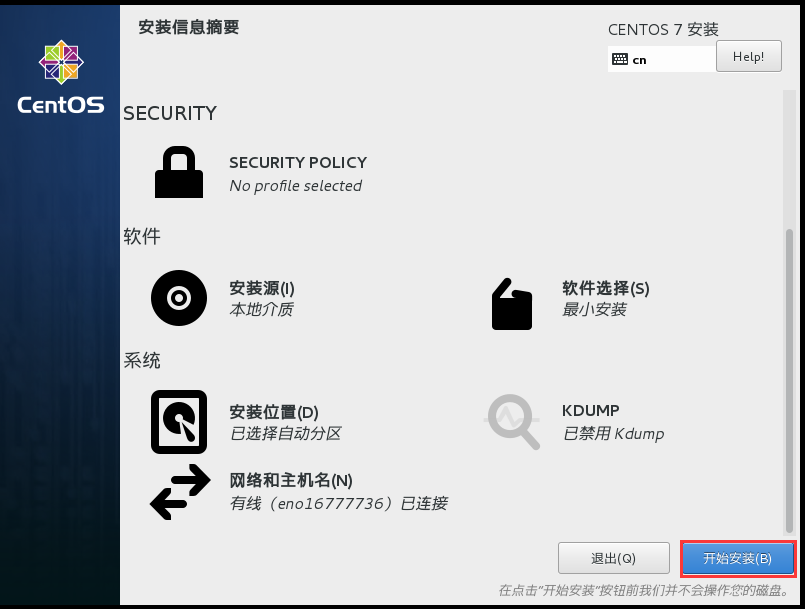 安装信息摘要
CENTOS 7 安装
cn
Help!
CentOS
SECURITY
SECURITY POLICY
No profile selected
软件
安装源(I)
本地介质
软件选择(S)
最小安装
系统
安装位置(D)
已选择自动分区
KDUMP
已禁用 Kdump
网络和主机名(N)
有线（eno16777736）已连接
退出(Q)
开始安装(B)
在点击"开始安装"按钮前我们并不会操作您的磁盘。